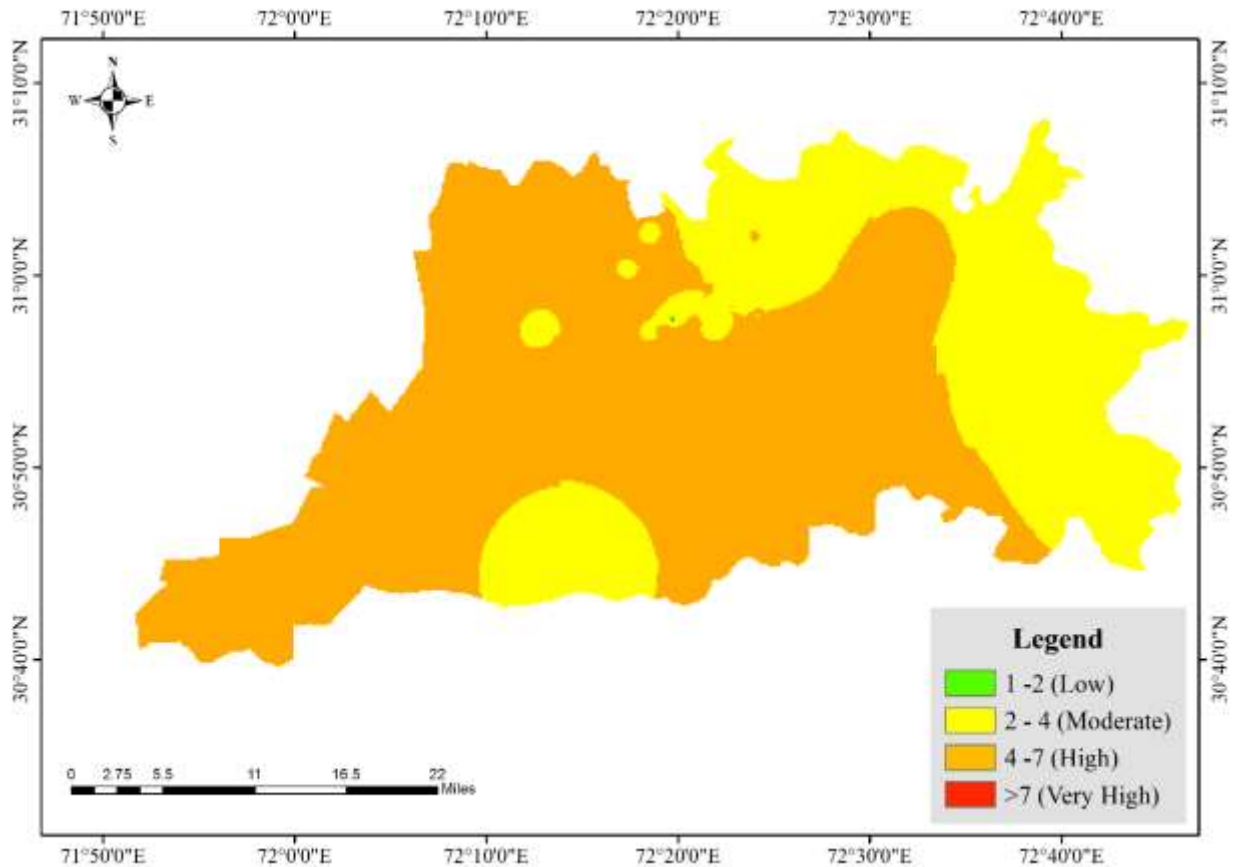 71°50'0"E 72°0'0"E 72°10'0"E 72°20'0"E 72°30'0"E 72°40'0"E
31°10'0"N 31°10'0"N
N
W E
S
31°0'0"N 31°0'0"N
30°50'0"N 30°50'0"N
30°40'0"N 30°40'0"N
Legend
1 -2 (Low)
2 - 4 (Moderate)
4 -7 (High)
>7 (Very High)
0 2.75 5.5 11 16.5 22
Miles
71°50'0"E 72°0'0"E 72°10'0"E 72°20'0"E 72°30'0"E 72°40'0"E